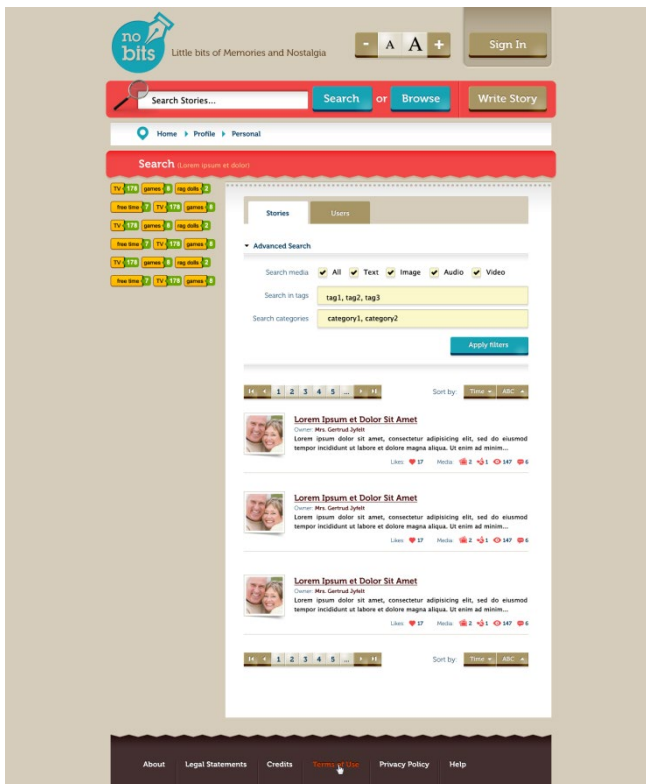 no
bits
Little bits of Memories and Nostalgia
- A A +
Sign In
Search Stories...
Search or Browse
Write Story
Home Profile Personal
Search (Lorem ipsum et dolor)
TV 178 games 8 rag dolls 2
free time 7 TV 178 games 8
TV 178 games 8 rag dolls 2
free time 7 TV 178 games 8
TV 178 games 8 rag dolls 2
free time 7 TV 178 games 8
Stories Users
Advanced Search
Search media All Text Image Audio Video
Search in tags tag1, tag2, tag3
Search categories category1, category2
Apply filters
1 2 3 4 5 ... Sort by: Time ABC
Lorem Ipsum et Dolor Sit Amet
Owner: Mrs. Gertrud Jyfelt
Lorem ipsum dolor sit amet, consectetur adipisicing elit, sed do eiusmod
tempor incididunt ut labore et dolore magna aliqua. Ut enim ad minim...
Likes: 17 Media: 2 1 147 6
Lorem Ipsum et Dolor Sit Amet
Owner: Mrs. Gertrud Jyfelt
Lorem ipsum dolor sit amet, consectetur adipisicing elit, sed do eiusmod
tempor incididunt ut labore et dolore magna aliqua. Ut enim ad minim...
Likes: 17 Media: 2 1 147 6
Lorem Ipsum et Dolor Sit Amet
Owner: Mrs. Gertrud Jyfelt
Lorem ipsum dolor sit amet, consectetur adipisicing elit, sed do eiusmod
tempor incididunt ut labore et dolore magna aliqua. Ut enim ad minim...
Likes: 17 Media: 2 1 147 6
1 2 3 4 5 ... Sort by: Time ABC
About Legal Statements Credits Terms of Use Privacy Policy Help